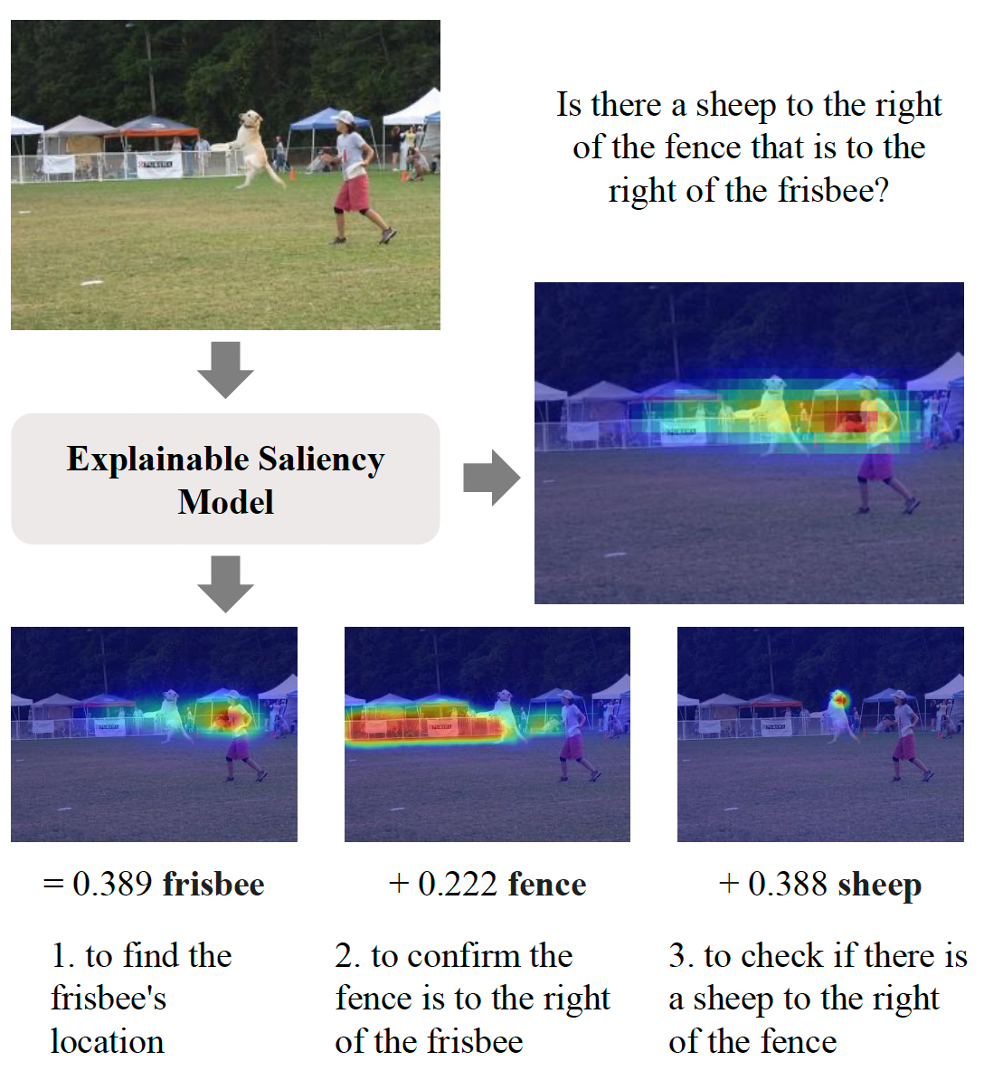 Is there a sheep to the right
of the fence that is to the
right of the frisbee?
Explainable Saliency
Model
= 0.389 frisbee
+ 0.222 fence
+ 0.388 sheep
1. to find the
frisbee's
location
2. to confirm the
fence is to the right
of the frisbee
3. to check if there is
a sheep to the right
of the fence